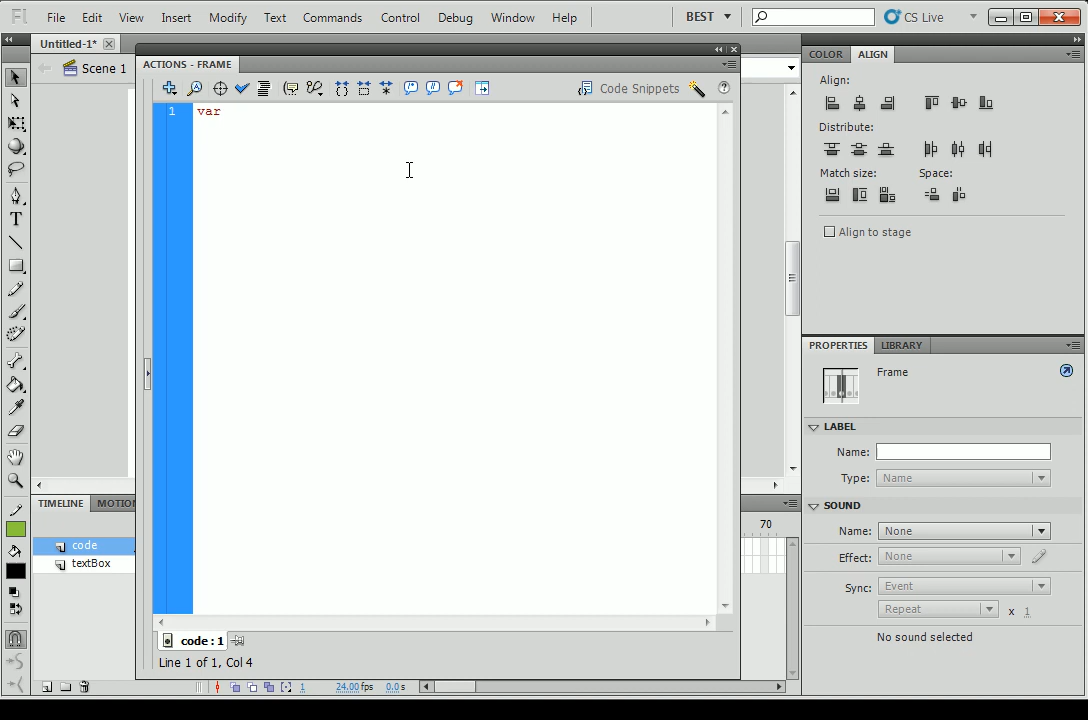 Fl File Edit View Insert Modify Text Commands Control Debug Window Help BEST CS Live
Untitled-1*
Scene 1
ACTIONS - FRAME
Code Snippets
1 var
code : 1
Line 1 of 1, Col 4
TIMELINE MOTION
70
code
textBox
1 24.00 fps 0.0 s
COLOR ALIGN
Align:
Distribute:
Match size: Space:
Align to stage
PROPERTIES LIBRARY
Frame
LABEL
Name:
Type: Name
SOUND
Name: None
Effect: None
Sync: Event
Repeat x 1
No sound selected